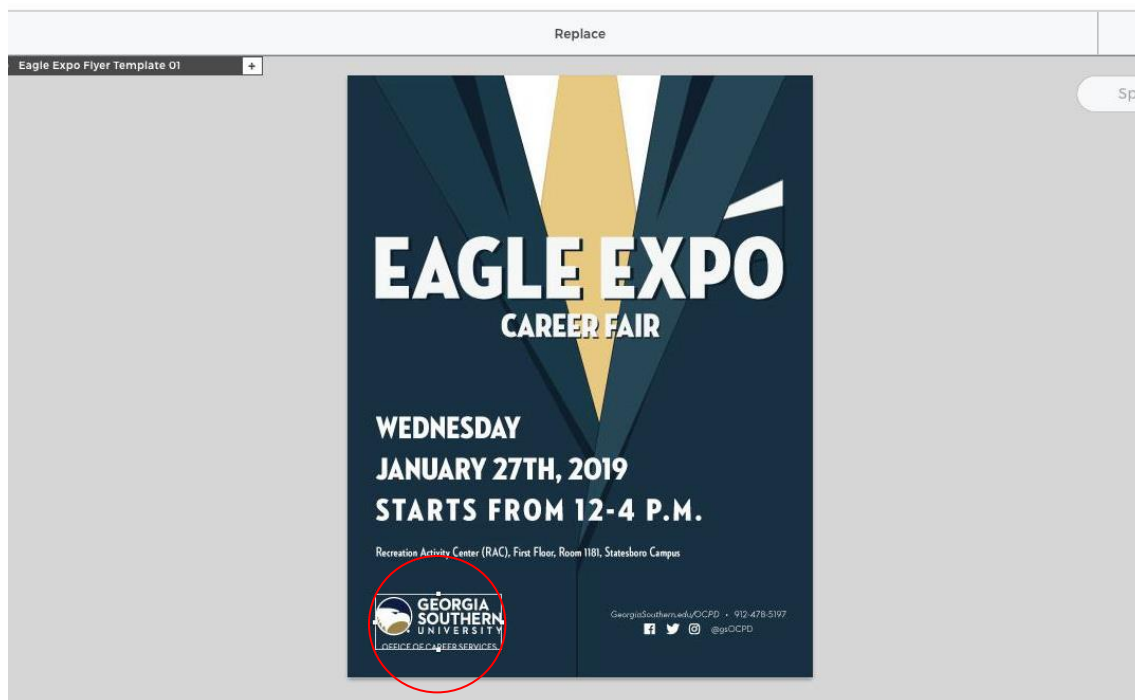 Replace
Eagle Expo Flyer Template 01 +
Sp
EAGLE EXPO
CAREER FAIR
WEDNESDAY
JANUARY 27TH, 2019
STARTS FROM 12-4 P.M.
Recreation Activity Center (RAC), First Floor, Room 1181, Statesboro Campus
GEORGIA
SOUTHERN
UNIVERSITY
OFFICE OF CAREER SERVICES
GeorgiaSouthern.edu/OCPD • 912-478-5197
@gsOCPD